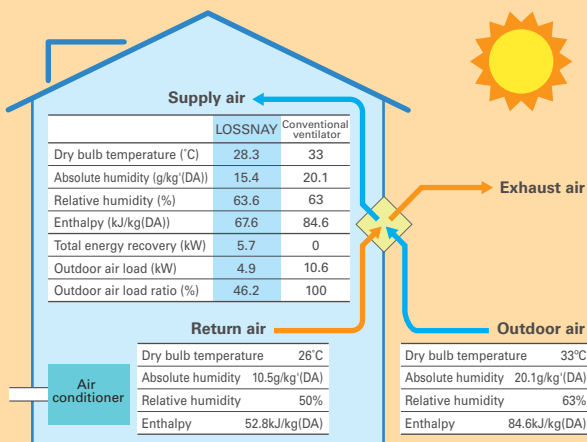 Supply air
LOSSNAY Conventional ventilator
Dry bulb temperature (˚C) 28.3 33
Absolute humidity (g/kg'(DA)) 15.4 20.1
Relative humidity (%) 63.6 63
Enthalpy (kJ/kg(DA)) 67.6 84.6
Total energy recovery (kW) 5.7 0
Outdoor air load (kW) 4.9 10.6
Outdoor air load ratio (%) 46.2 100
Exhaust air
Return air
Dry bulb temperature 26˚C
Absolute humidity 10.5g/kg'(DA)
Relative humidity 50%
Enthalpy 52.8kJ/kg(DA)
Outdoor air
Dry bulb temperature 33ºC
Absolute humidity 20.1g/kg'(DA)
Relative humidity 63%
Enthalpy 84.6kJ/kg(DA)
Air
conditioner